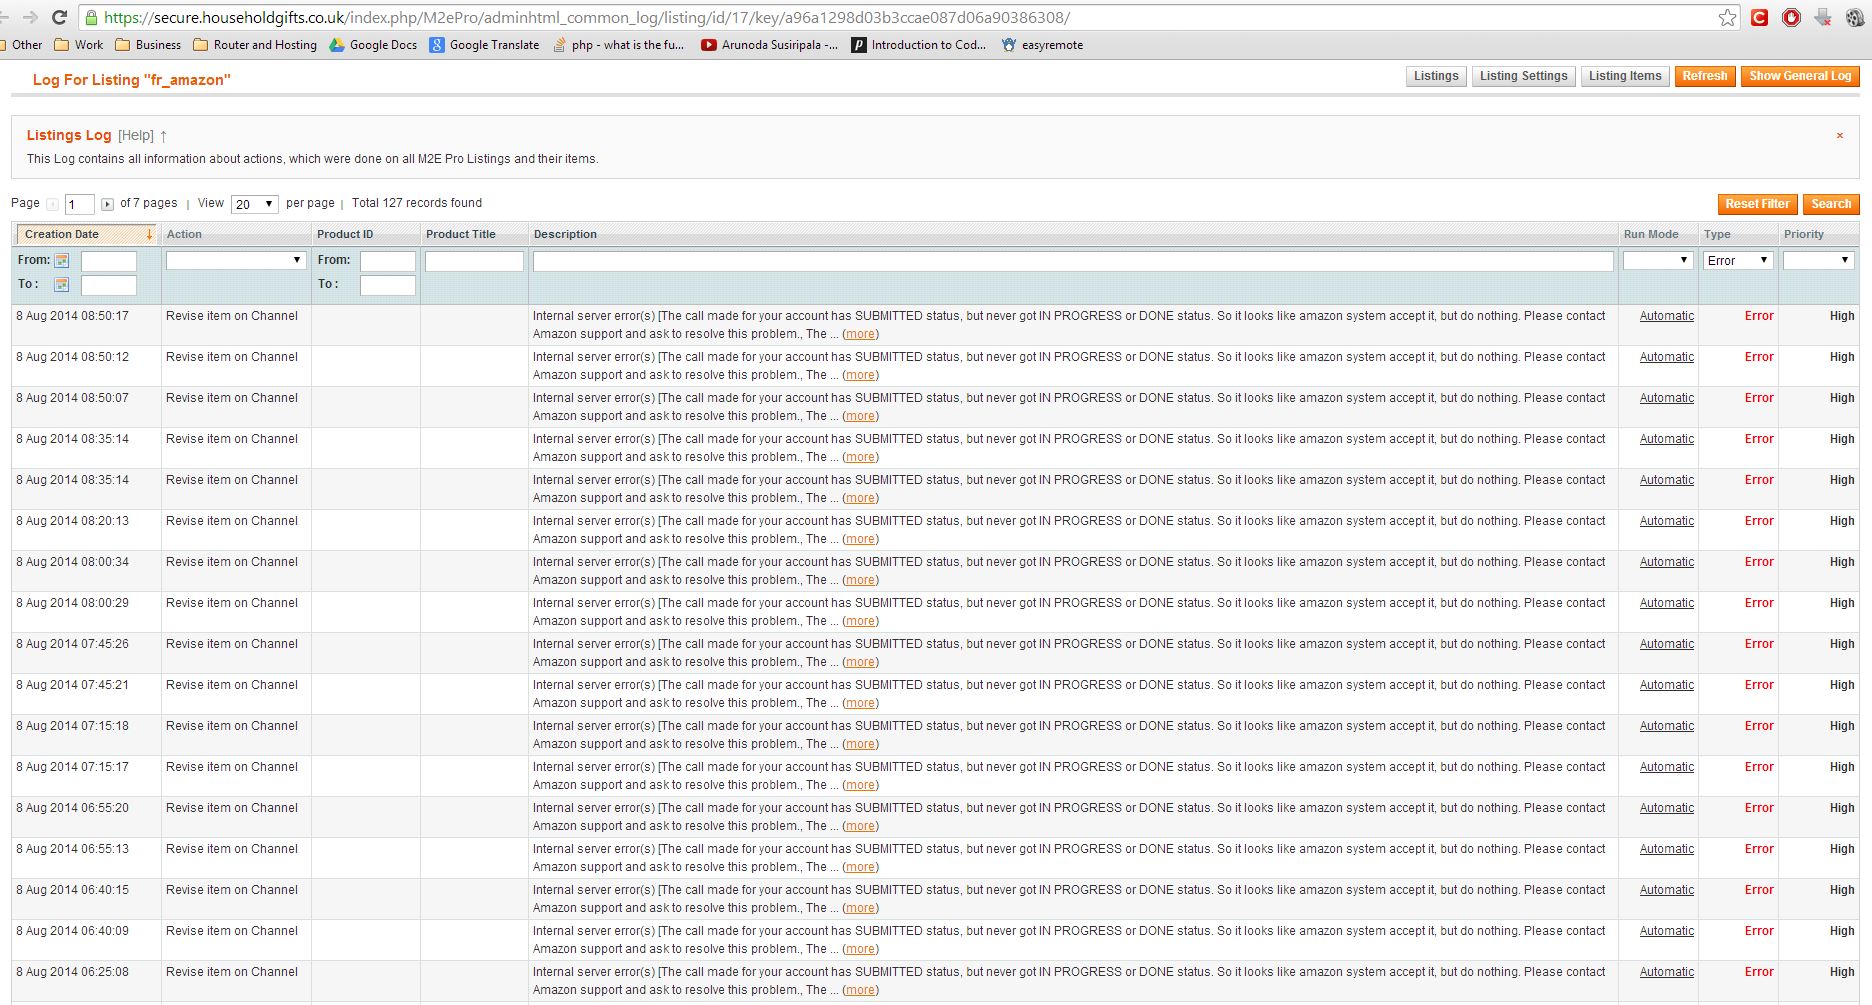 https://secure.householdgifts.co.uk/index.php/M2ePro/adminhtml_common_log/listing/id/17/key/a96a1298d03b3ccae087d06a90386308/
Other Work Business Router and Hosting Google Docs Google Translate php - what is the fu... Arunoda Susiripala -... Introduction to Cod... easyremote
Log For Listing "fr_amazon" Listings Listing Settings Listing Items Refresh Show General Log
Listings Log [Help] ↑ ×
This Log contains all information about actions, which were done on all M2E Pro Listings and their items.
Page 1 of 7 pages | View 20 per page | Total 127 records found Reset Filter Search
Creation Date ↓ Action Product ID Product Title Description Run Mode Type Priority
From: From: Error
To : To :
8 Aug 2014 08:50:17 Revise item on Channel Internal server error(s) [The call made for your account has SUBMITTED status, but never got IN PROGRESS or DONE status. So it looks like amazon system accept it, but do nothing. Please contact Automatic Error High
Amazon support and ask to resolve this problem., The ... (more)
8 Aug 2014 08:50:12 Revise item on Channel Internal server error(s) [The call made for your account has SUBMITTED status, but never got IN PROGRESS or DONE status. So it looks like amazon system accept it, but do nothing. Please contact Automatic Error High
Amazon support and ask to resolve this problem., The ... (more)
8 Aug 2014 08:50:07 Revise item on Channel Internal server error(s) [The call made for your account has SUBMITTED status, but never got IN PROGRESS or DONE status. So it looks like amazon system accept it, but do nothing. Please contact Automatic Error High
Amazon support and ask to resolve this problem., The ... (more)
8 Aug 2014 08:35:14 Revise item on Channel Internal server error(s) [The call made for your account has SUBMITTED status, but never got IN PROGRESS or DONE status. So it looks like amazon system accept it, but do nothing. Please contact Automatic Error High
Amazon support and ask to resolve this problem., The ... (more)
8 Aug 2014 08:35:14 Revise item on Channel Internal server error(s) [The call made for your account has SUBMITTED status, but never got IN PROGRESS or DONE status. So it looks like amazon system accept it, but do nothing. Please contact Automatic Error High
Amazon support and ask to resolve this problem., The ... (more)
8 Aug 2014 08:20:13 Revise item on Channel Internal server error(s) [The call made for your account has SUBMITTED status, but never got IN PROGRESS or DONE status. So it looks like amazon system accept it, but do nothing. Please contact Automatic Error High
Amazon support and ask to resolve this problem., The ... (more)
8 Aug 2014 08:00:34 Revise item on Channel Internal server error(s) [The call made for your account has SUBMITTED status, but never got IN PROGRESS or DONE status. So it looks like amazon system accept it, but do nothing. Please contact Automatic Error High
Amazon support and ask to resolve this problem., The ... (more)
8 Aug 2014 08:00:29 Revise item on Channel Internal server error(s) [The call made for your account has SUBMITTED status, but never got IN PROGRESS or DONE status. So it looks like amazon system accept it, but do nothing. Please contact Automatic Error High
Amazon support and ask to resolve this problem., The ... (more)
8 Aug 2014 07:45:26 Revise item on Channel Internal server error(s) [The call made for your account has SUBMITTED status, but never got IN PROGRESS or DONE status. So it looks like amazon system accept it, but do nothing. Please contact Automatic Error High
Amazon support and ask to resolve this problem., The ... (more)
8 Aug 2014 07:45:21 Revise item on Channel Internal server error(s) [The call made for your account has SUBMITTED status, but never got IN PROGRESS or DONE status. So it looks like amazon system accept it, but do nothing. Please contact Automatic Error High
Amazon support and ask to resolve this problem., The ... (more)
8 Aug 2014 07:15:18 Revise item on Channel Internal server error(s) [The call made for your account has SUBMITTED status, but never got IN PROGRESS or DONE status. So it looks like amazon system accept it, but do nothing. Please contact Automatic Error High
Amazon support and ask to resolve this problem., The ... (more)
8 Aug 2014 07:15:17 Revise item on Channel Internal server error(s) [The call made for your account has SUBMITTED status, but never got IN PROGRESS or DONE status. So it looks like amazon system accept it, but do nothing. Please contact Automatic Error High
Amazon support and ask to resolve this problem., The ... (more)
8 Aug 2014 06:55:20 Revise item on Channel Internal server error(s) [The call made for your account has SUBMITTED status, but never got IN PROGRESS or DONE status. So it looks like amazon system accept it, but do nothing. Please contact Automatic Error High
Amazon support and ask to resolve this problem., The ... (more)
8 Aug 2014 06:55:13 Revise item on Channel Internal server error(s) [The call made for your account has SUBMITTED status, but never got IN PROGRESS or DONE status. So it looks like amazon system accept it, but do nothing. Please contact Automatic Error High
Amazon support and ask to resolve this problem., The ... (more)
8 Aug 2014 06:40:15 Revise item on Channel Internal server error(s) [The call made for your account has SUBMITTED status, but never got IN PROGRESS or DONE status. So it looks like amazon system accept it, but do nothing. Please contact Automatic Error High
Amazon support and ask to resolve this problem., The ... (more)
8 Aug 2014 06:40:09 Revise item on Channel Internal server error(s) [The call made for your account has SUBMITTED status, but never got IN PROGRESS or DONE status. So it looks like amazon system accept it, but do nothing. Please contact Automatic Error High
Amazon support and ask to resolve this problem., The ... (more)
8 Aug 2014 06:25:08 Revise item on Channel Internal server error(s) [The call made for your account has SUBMITTED status, but never got IN PROGRESS or DONE status. So it looks like amazon system accept it, but do nothing. Please contact Automatic Error High
Amazon support and ask to resolve this problem., The ... (more)